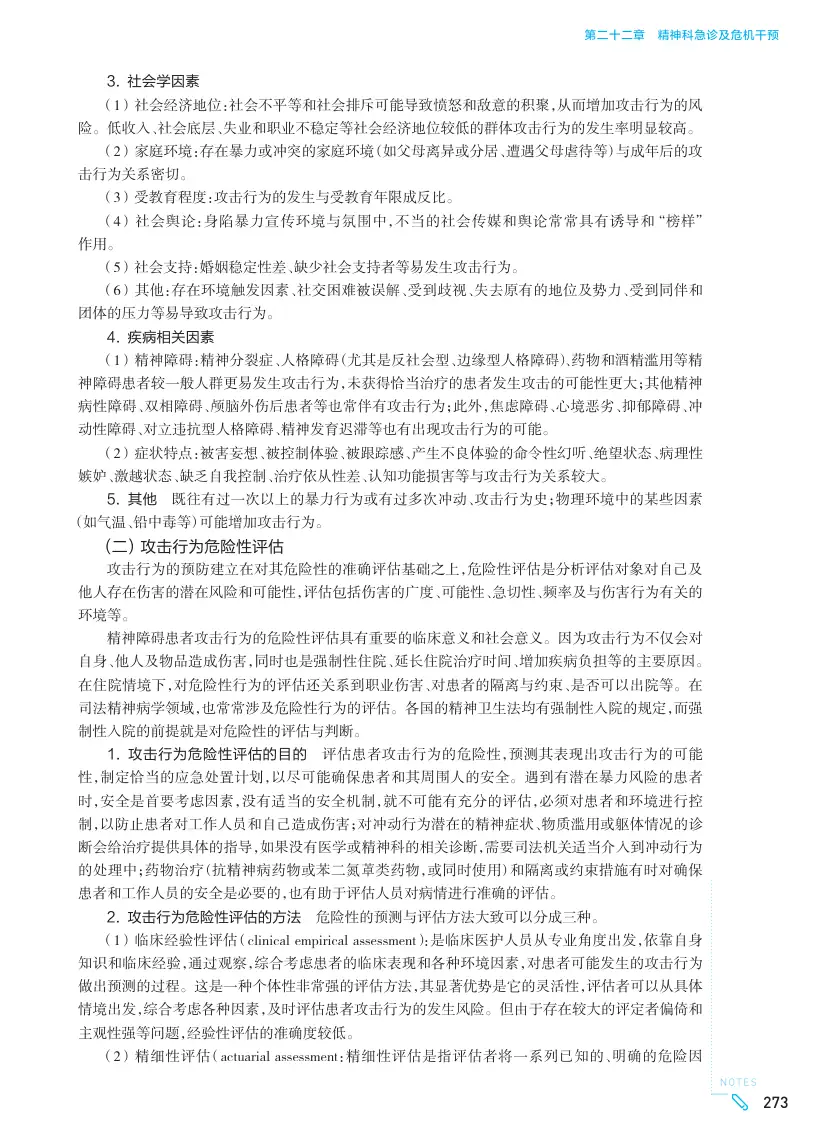 第二十二章　精神科急诊及危机干预
3. 社会学因素
（1）社会经济地位:社会不平等和社会排斥可能导致愤怒和敌意的积聚,从而增加攻击行为的风
险。低收入、社会底层、失业和职业不稳定等社会经济地位较低的群体攻击行为的发生率明显较高。
（2）家庭环境:存在暴力或冲突的家庭环境(如父母离异或分居、遭遇父母虐待等)与成年后的攻
击行为关系密切。
（3）受教育程度:攻击行为的发生与受教育年限成反比。
（4）社会舆论:身陷暴力宣传环境与氛围中,不当的社会传媒和舆论常常具有诱导和“榜样”
作用。
（5）社会支持:婚姻稳定性差、缺少社会支持者等易发生攻击行为。
（6）其他:存在环境触发因素、社交困难被误解、受到歧视、失去原有的地位及势力、受到同伴和
团体的压力等易导致攻击行为。
4. 疾病相关因素
（1）精神障碍:精神分裂症、人格障碍(尤其是反社会型、边缘型人格障碍)、药物和酒精滥用等精
神障碍患者较一般人群更易发生攻击行为,未获得恰当治疗的患者发生攻击的可能性更大;其他精神
病性障碍、双相障碍、颅脑外伤后患者等也常伴有攻击行为;此外,焦虑障碍、心境恶劣、抑郁障碍、冲
动性障碍、对立违抗型人格障碍、精神发育迟滞等也有出现攻击行为的可能。
（2）症状特点:被害妄想、被控制体验、被跟踪感、产生不良体验的命令性幻听、绝望状态、病理性
嫉妒、激越状态、缺乏自我控制、治疗依从性差、认知功能损害等与攻击行为关系较大。
5. 其他　既往有过一次以上的暴力行为或有过多次冲动、攻击行为史;物理环境中的某些因素
(如气温、铅中毒等)可能增加攻击行为。
（二）攻击行为危险性评估
攻击行为的预防建立在对其危险性的准确评估基础之上,危险性评估是分析评估对象对自己及
他人存在伤害的潜在风险和可能性,评估包括伤害的广度、可能性、急切性、频率及与伤害行为有关的
环境等。
精神障碍患者攻击行为的危险性评估具有重要的临床意义和社会意义。因为攻击行为不仅会对
自身、他人及物品造成伤害,同时也是强制性住院、延长住院治疗时间、增加疾病负担等的主要原因。
在住院情境下,对危险性行为的评估还关系到职业伤害、对患者的隔离与约束、是否可以出院等。在
司法精神病学领域,也常常涉及危险性行为的评估。各国的精神卫生法均有强制性入院的规定,而强
制性入院的前提就是对危险性的评估与判断。
1. 攻击行为危险性评估的目的　评估患者攻击行为的危险性,预测其表现出攻击行为的可能
性,制定恰当的应急处置计划,以尽可能确保患者和其周围人的安全。遇到有潜在暴力风险的患者
时,安全是首要考虑因素,没有适当的安全机制,就不可能有充分的评估,必须对患者和环境进行控
制,以防止患者对工作人员和自己造成伤害;对冲动行为潜在的精神症状、物质滥用或躯体情况的诊
断会给治疗提供具体的指导,如果没有医学或精神科的相关诊断,需要司法机关适当介入到冲动行为
的处理中;药物治疗(抗精神病药物或苯二氮䓬类药物,或同时使用)和隔离或约束措施有时对确保
患者和工作人员的安全是必要的,也有助于评估人员对病情进行准确的评估。
2. 攻击行为危险性评估的方法　危险性的预测与评估方法大致可以分成三种。
（1）临床经验性评估(clinical empirical assessment):是临床医护人员从专业角度出发,依靠自身
知识和临床经验,通过观察,综合考虑患者的临床表现和各种环境因素,对患者可能发生的攻击行为
做出预测的过程。这是一种个体性非常强的评估方法,其显著优势是它的灵活性,评估者可以从具体
情境出发,综合考虑各种因素,及时评估患者攻击行为的发生风险。但由于存在较大的评定者偏倚和
主观性强等问题,经验性评估的准确度较低。
（2）精细性评估(actuarial assessment:精细性评估是指评估者将一系列已知的、明确的危险因
NOTES
273